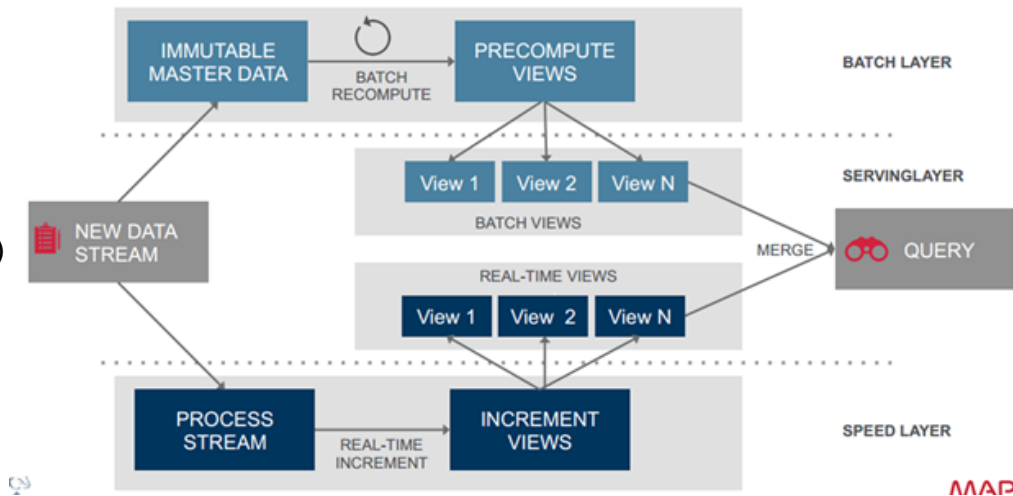 IMMUTABLE
MASTER DATA
BATCH
RECOMPUTE
PRECOMPUTE
VIEWS
BATCH LAYER
View 1
View 2
View N
BATCH VIEWS
SERVINGLAYER
NEW DATA
STREAM
MERGE
QUERY
REAL-TIME VIEWS
View 1
View 2
View N
PROCESS
STREAM
REAL-TIME
INCREMENT
INCREMENT
VIEWS
SPEED LAYER
MAP
)